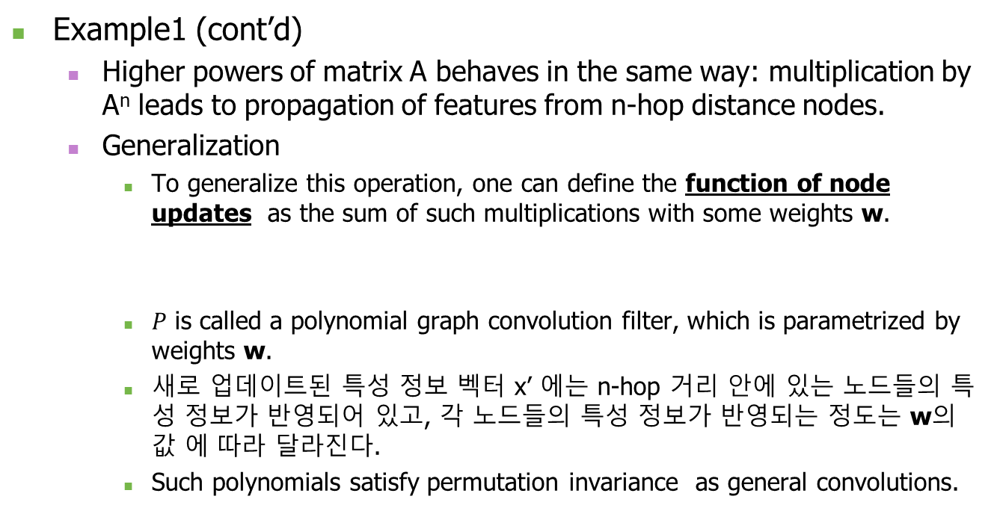 Example1 (cont’d)
Higher powers of matrix A behaves in the same way: multiplication by
Aⁿ leads to propagation of features from n-hop distance nodes.
Generalization
To generalize this operation, one can define the function of node
updates as the sum of such multiplications with some weights w.
P is called a polynomial graph convolution filter, which is parametrized by
weights w.
새로 업데이트된 특성 정보 벡터 x’ 에는 n-hop 거리 안에 있는 노드들의 특
성 정보가 반영되어 있고, 각 노드들의 특성 정보가 반영되는 정도는 w의
값 에 따라 달라진다.
Such polynomials satisfy permutation invariance as general convolutions.